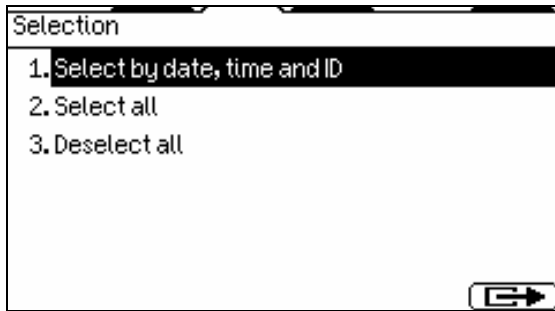 Selection
1. Select by date, time and ID
2. Select all
3. Deselect all